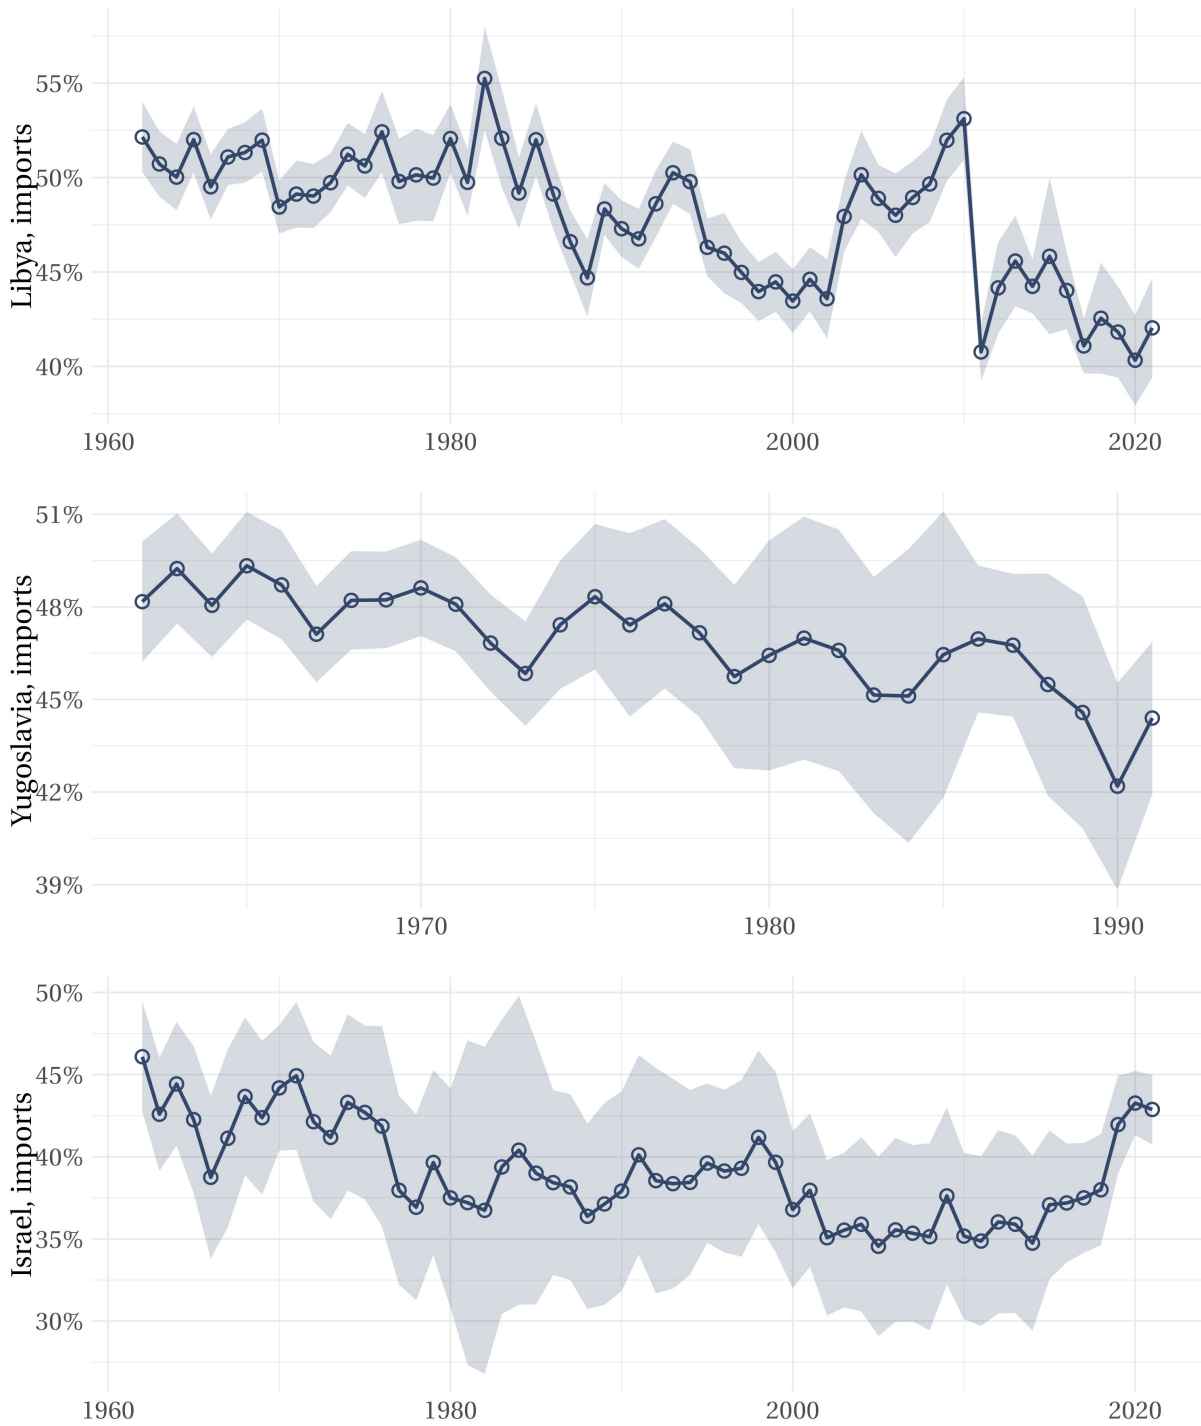 Libya, imports
55%
50%
45%
40%
1960 1980 2000 2020
Yugoslavia, imports
51%
48%
45%
42%
39%
1970 1980 1990
Israel, imports
50%
45%
40%
35%
30%
1960 1980 2000 2020